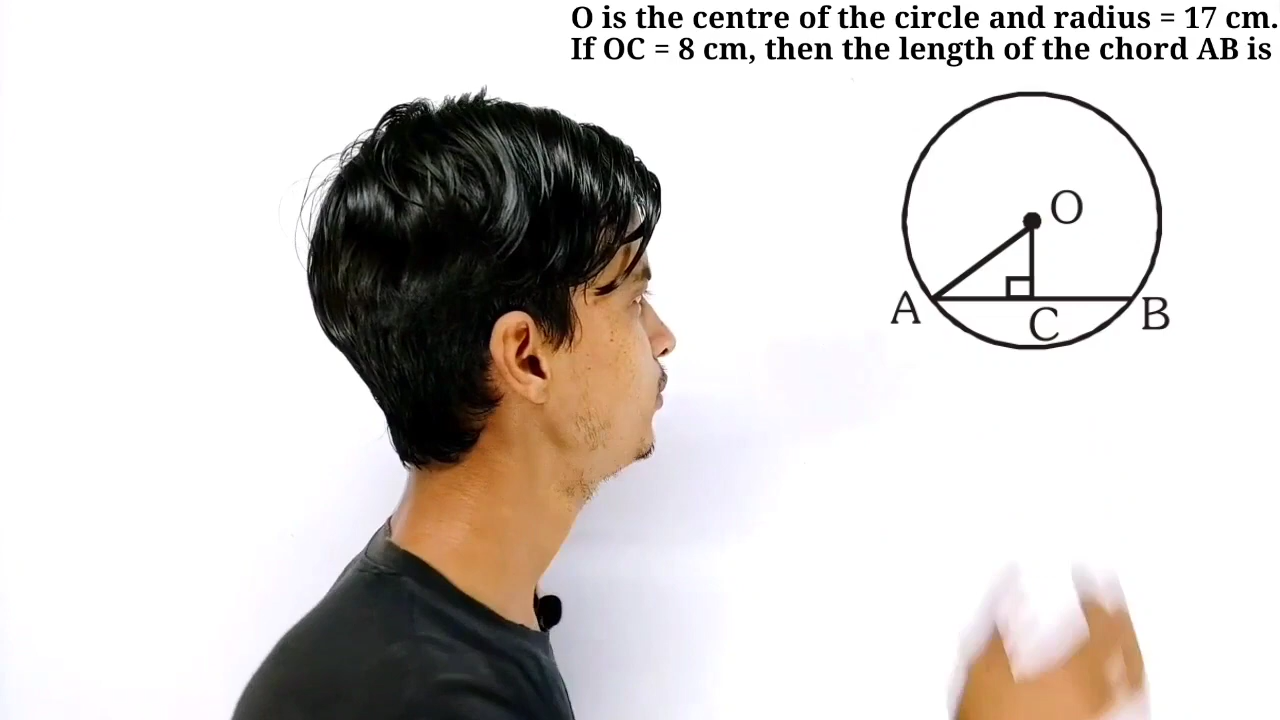 O is the centre of the circle and radius = 17 cm.
If OC = 8 cm, then the length of the chord AB is
O
A
C
B